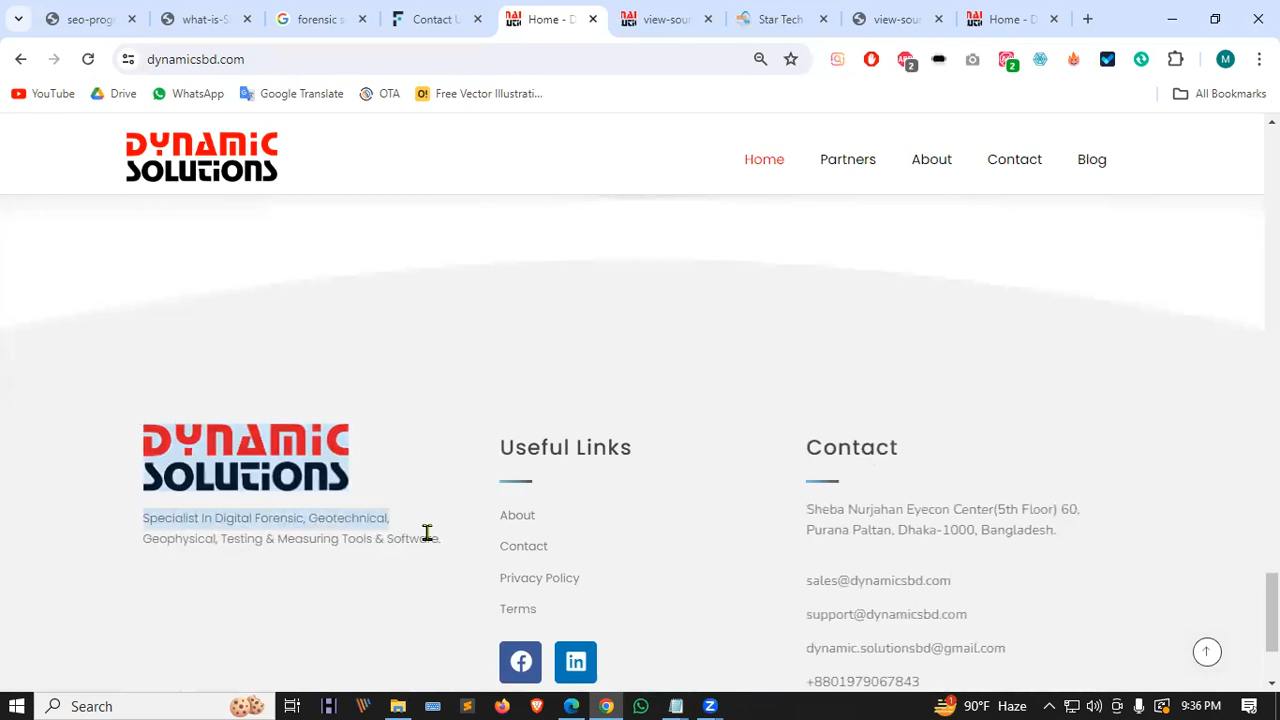 seo-progr
what-is-S
forensic s
Contact U
Home - D
view-sour
Star Tech
view-sour
Home - D
dynamicsbd.com
2
2
M
YouTube
Drive
WhatsApp
Google Translate
OTA
Free Vector Illustrati...
All Bookmarks
DYNAMIC
SOLUTIONS
Home
Partners
About
Contact
Blog
DYNAMIC
SOLUTIONS
Specialist In Digital Forensic, Geotechnical,
Geophysical, Testing & Measuring Tools & Software.
Useful Links
About
Contact
Privacy Policy
Terms
Contact
Sheba Nurjahan Eyecon Center(5th Floor) 60,
Purana Paltan, Dhaka-1000, Bangladesh.
sales@dynamicsbd.com
support@dynamicsbd.com
dynamic.solutionsbd@gmail.com
+8801979067843
Search
90°F Haze
9:36 PM